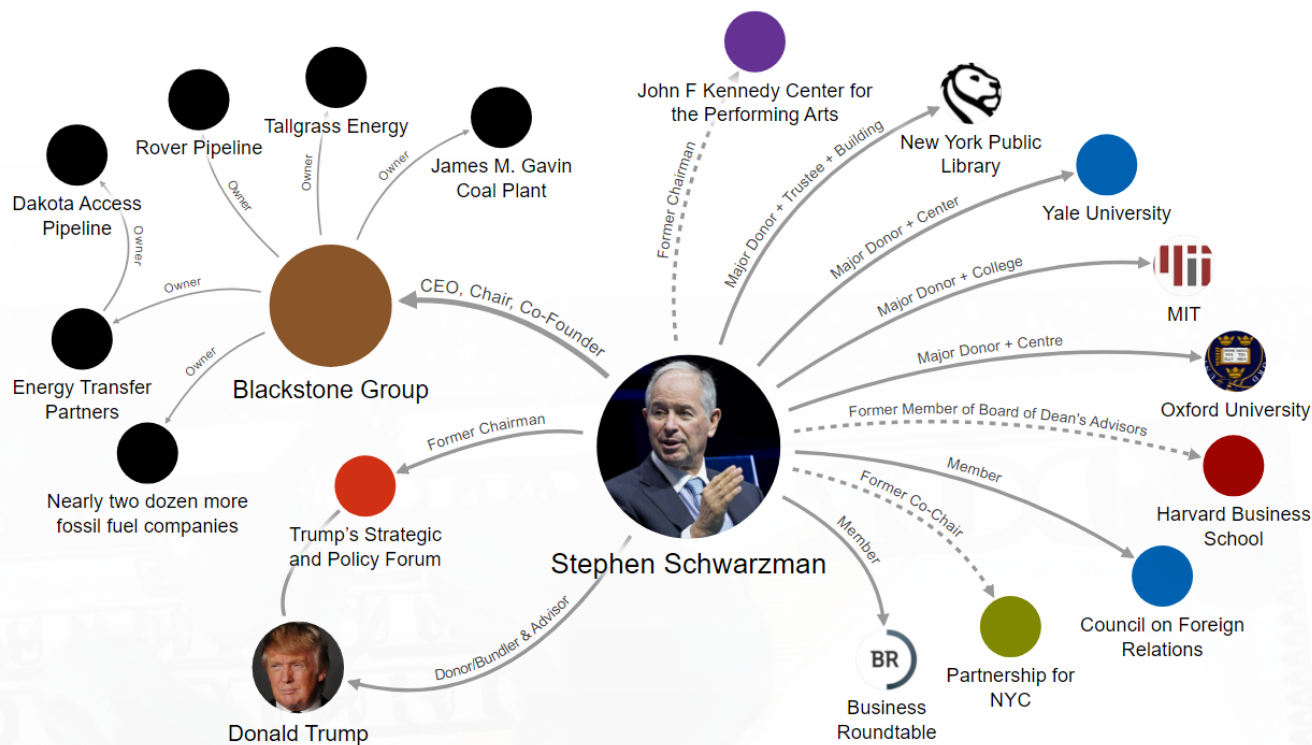 John F Kennedy Center for
the Performing Arts
Former Chairman
New York Public
Library
Major Donor + Trustee + Building
Yale University
Major Donor + Center
MIT
Major Donor + College
Oxford University
Major Donor + Centre
Harvard Business
School
Former Member of Board of Dean's Advisors
Council on Foreign
Relations
Member
Partnership for
NYC
Former Co-Chair
BR
Business
Roundtable
Member
Stephen Schwarzman
CEO, Chair, Co-Founder
Blackstone Group
Owner
James M. Gavin
Coal Plant
Owner
Tallgrass Energy
Owner
Rover Pipeline
Owner
Dakota Access
Pipeline
Owner
Energy Transfer
Partners
Owner
Nearly two dozen more
fossil fuel companies
Former Chairman
Trump's Strategic
and Policy Forum
Donor/Bundler & Advisor
Donald Trump